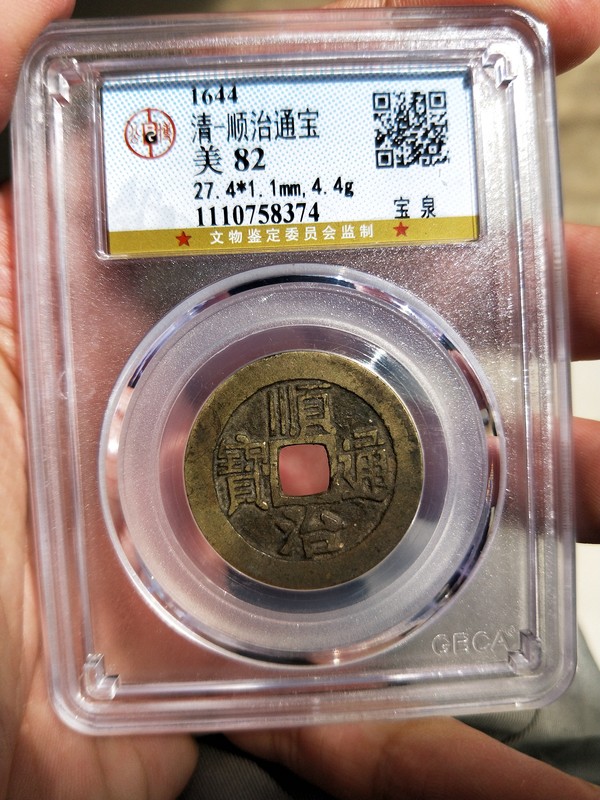 1644
清-顺治通宝
美 82
27.4*1.1mm,4.4g
1110758374 宝 泉
★ 文物鉴定委员会监制 ★
順
寶 通
治
GBCA